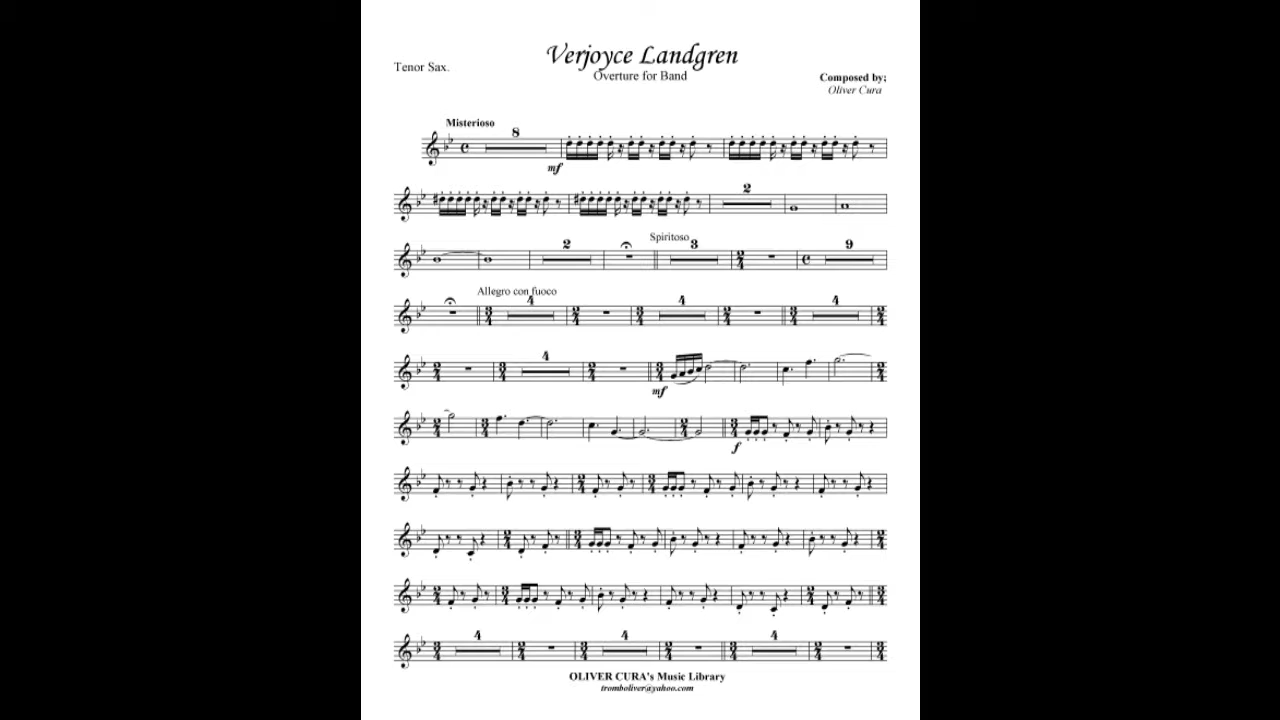 Verjoyce Landgren
Tenor Sax.
Overture for Band
Composed by;
Oliver Cura
Misterioso
8
mf
2
2
Spiritoso
3
9
Allegro con fuoco
4
4
4
4
mf
f
4
4
4
OLIVER CURA's Music Library
tromboliver@yahoo.com